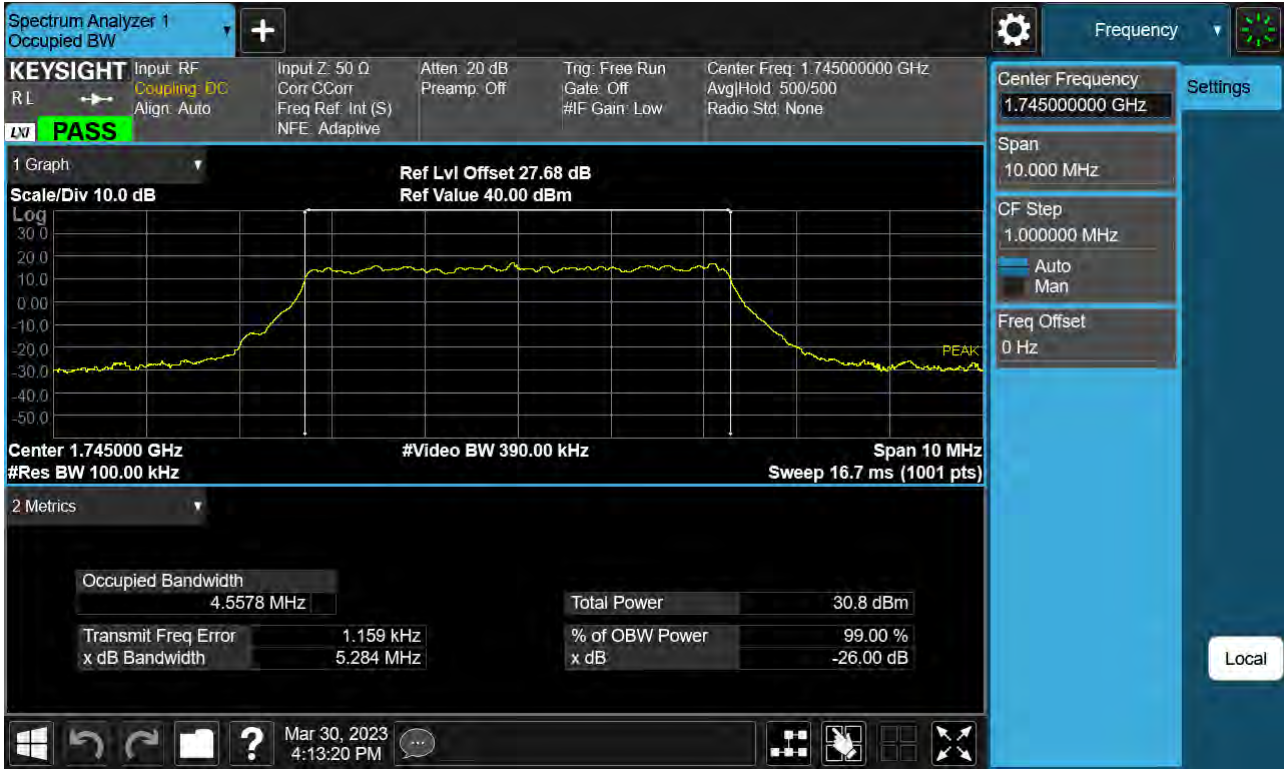 Spectrum Analyzer 1
Occupied BW
+
Frequency
KEYSIGHT
RL
LXI
PASS
Input: RF
Coupling: DC
Align: Auto
Input Z: 50 Ω
Corr CCorr
Freq Ref: Int (S)
NFE: Adaptive
Atten: 20 dB
Preamp: Off
Trig: Free Run
Gate: Off
#IF Gain: Low
Center Freq: 1.745000000 GHz
Avg|Hold: 500/500
Radio Std: None
1 Graph
Scale/Div 10.0 dB
Ref Lvl Offset 27.68 dB
Ref Value 40.00 dBm
Log
30.0
20.0
10.0
0.00
-10.0
-20.0
-30.0
-40.0
-50.0
PEAK
Center 1.745000 GHz
#Video BW 390.00 kHz
Span 10 MHz
#Res BW 100.00 kHz
Sweep 16.7 ms (1001 pts)
2 Metrics
Occupied Bandwidth
4.5578 MHz
Transmit Freq Error 1.159 kHz
x dB Bandwidth 5.284 MHz
Total Power 30.8 dBm
% of OBW Power 99.00 %
x dB -26.00 dB
Center Frequency
1.745000000 GHz
Settings
Span
10.000 MHz
CF Step
1.000000 MHz
Auto
Man
Freq Offset
0 Hz
Local
?
Mar 30, 2023
4:13:20 PM